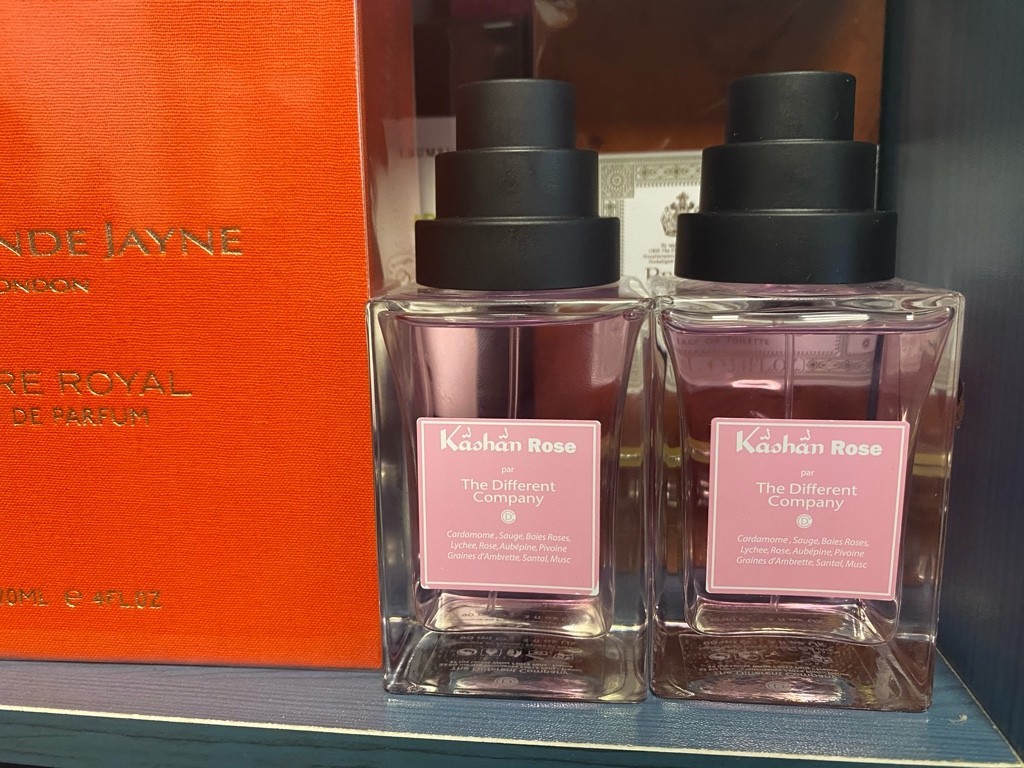 NDE JAYNE
ONDON
RE ROYAL
DE PARFUM
0ML e 4FL.OZ
Kashan Rose
par
The Different
Company
Cardamome, Sauge, Baies Roses,
Lychee, Rose, Aubépine, Pivoine
Graines d'Ambrette, Santal, Musc
Kashan Rose
par
The Different
Company
Cardamome, Sauge, Baies Roses,
Lychee, Rose, Aubépine, Pivoine
Graines d'Ambrette, Santal, Musc